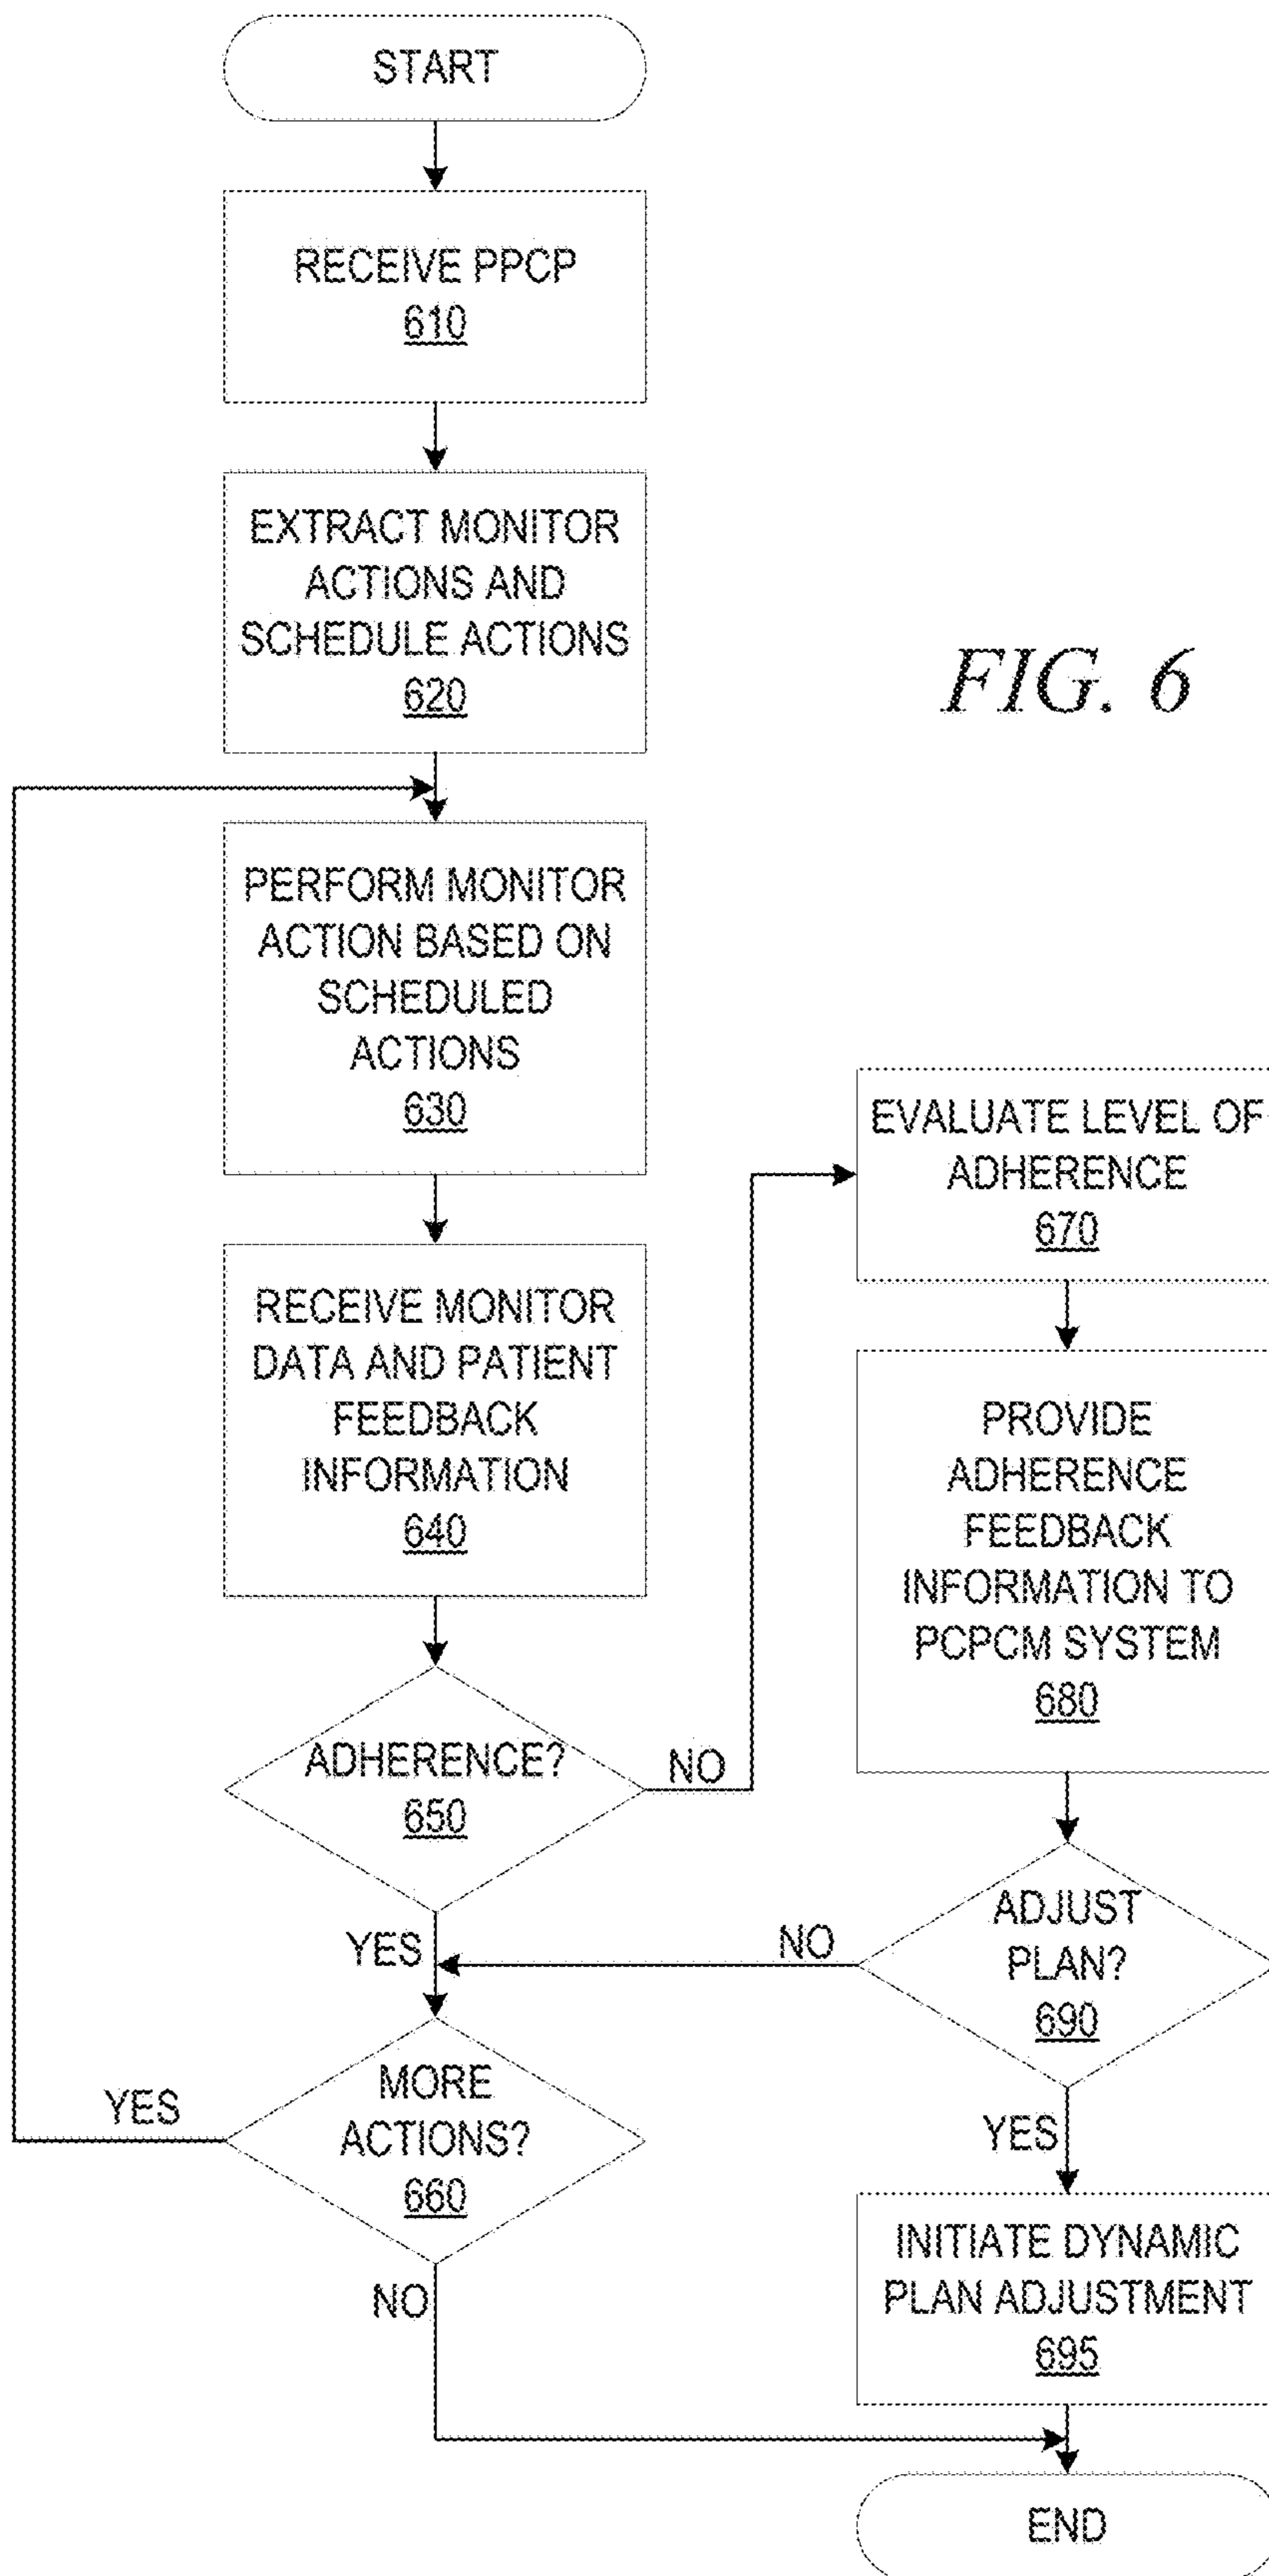 START
RECEIVE PPCP
610
EXTRACT MONITOR
ACTIONS AND
SCHEDULE ACTIONS
620
FIG. 6
PERFORM MONITOR
ACTION BASED ON
SCHEDULED
ACTIONS
630
RECEIVE MONITOR
DATA AND PATIENT
FEEDBACK
INFORMATION
640
ADHERENCE?
650
NO
YES
MORE
ACTIONS?
660
YES
NO
EVALUATE LEVEL OF
ADHERENCE
670
PROVIDE
ADHERENCE
FEEDBACK
INFORMATION TO
PCPCM SYSTEM
680
ADJUST
PLAN?
690
NO
YES
INITIATE DYNAMIC
PLAN ADJUSTMENT
695
END